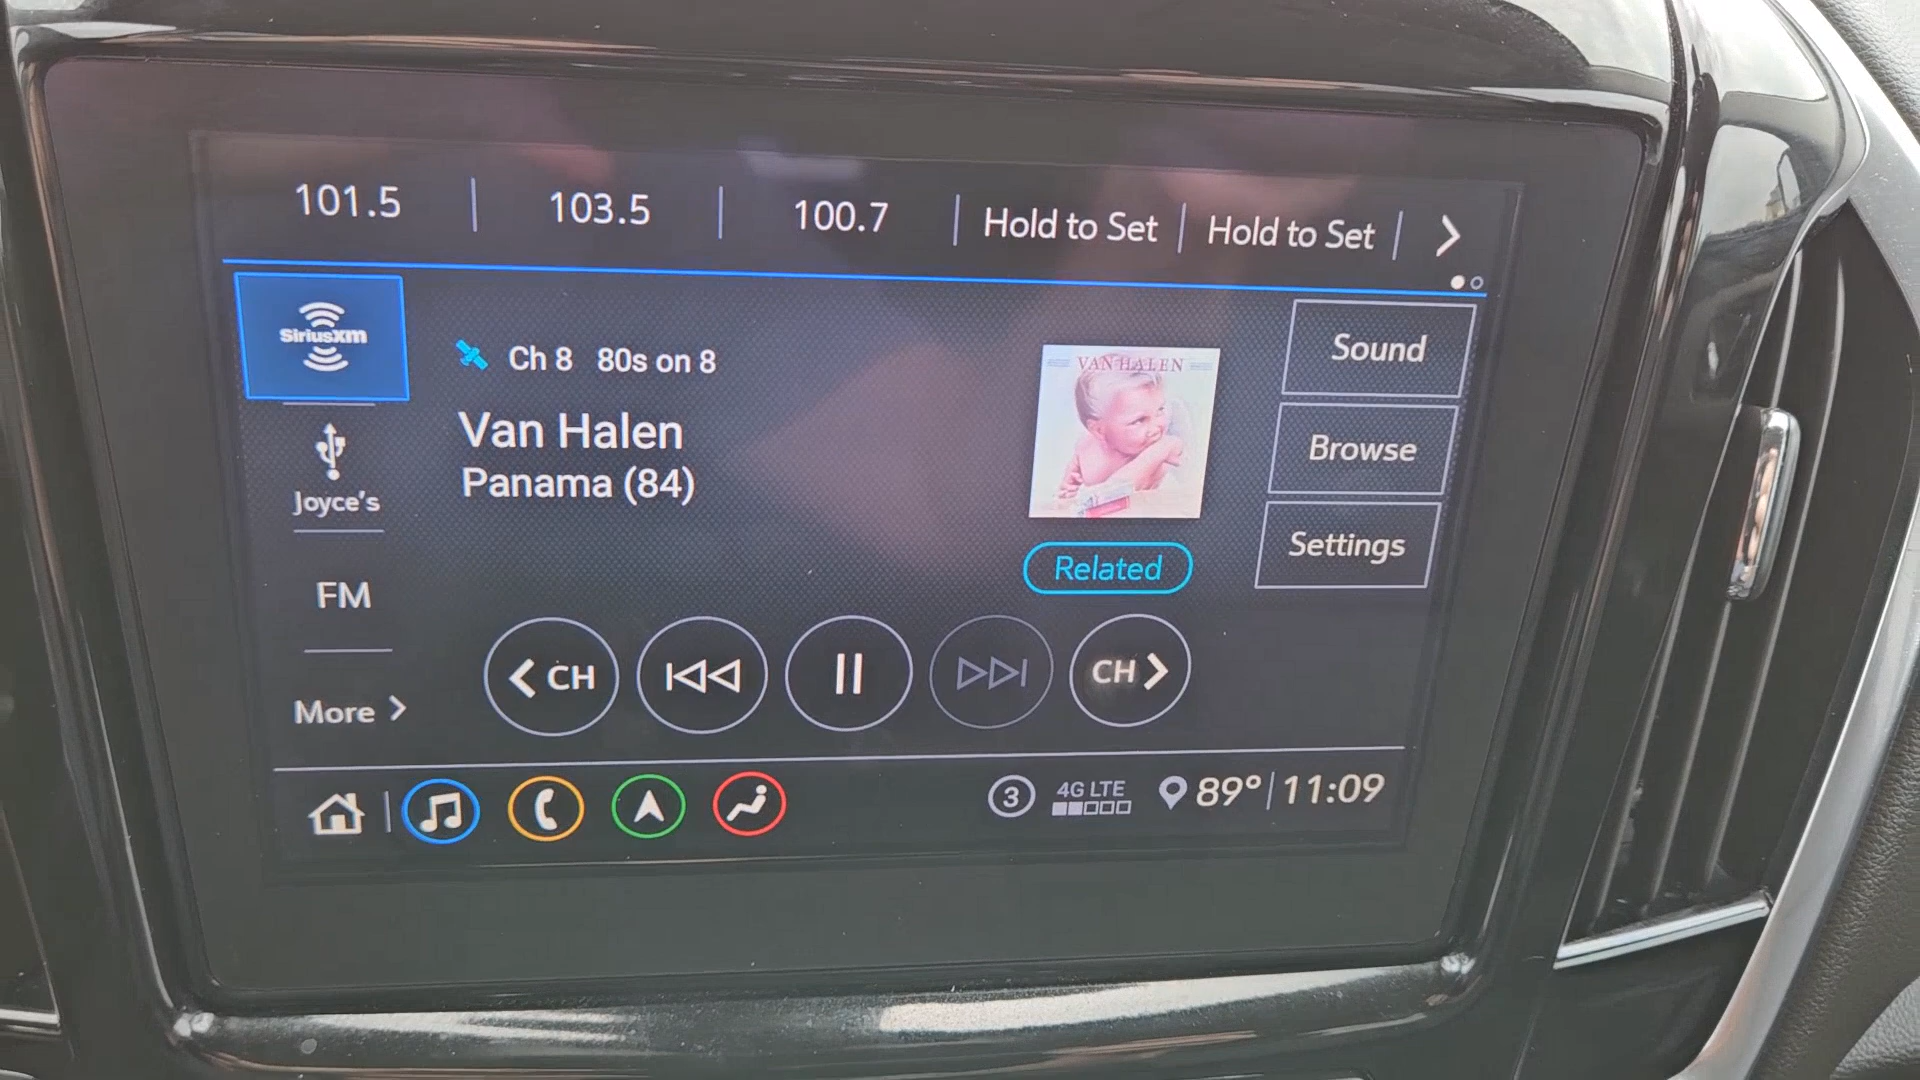 101.5
103.5
100.7
Hold to Set
Hold to Set
SiriusXM
Ch 8 80s on 8
Van Halen
Panama (84)
VAN HALEN
Related
Sound
Browse
Settings
Joyce's
FM
More
CH
CH
3
4G LTE
89° 11:09